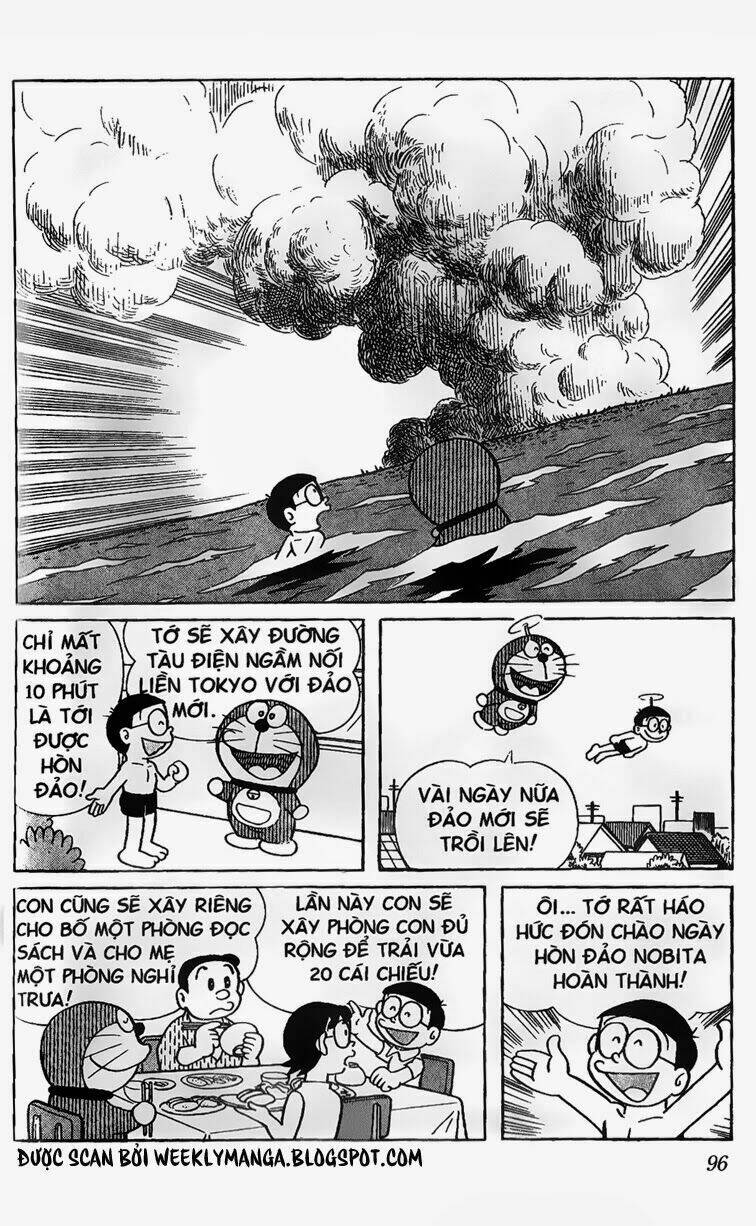 CHỈ MẤT
KHOẢNG
10 PHÚT
LÀ TỚI
ĐƯỢC
HÒN
ĐẢO!
TỚ SẼ XÂY ĐƯỜNG
TÀU ĐIỆN NGẦM NỐI
LIỀN TOKYO VỚI ĐẢO
MỚI.
VÀI NGÀY NỮA
ĐẢO MỚI SẼ
TRỒI LÊN!
CON CŨNG SẼ XÂY RIÊNG
CHO BỐ MỘT PHÒNG ĐỌC
SÁCH VÀ CHO MẸ
MỘT PHÒNG NGHỈ
TRƯA!
LẦN NÀY CON SẼ
XÂY PHÒNG CON ĐỦ
RỘNG ĐỂ TRẢI VỪA
20 CÁI CHIẾU!
ÔI... TỚ RẤT HÁO
HỨC ĐÓN CHÀO NGÀY
HÒN ĐẢO NOBITA
HOÀN THÀNH!
ĐƯỢC SCAN BỞI WEEKLYMANGA.BLOGSPOT.COM
96